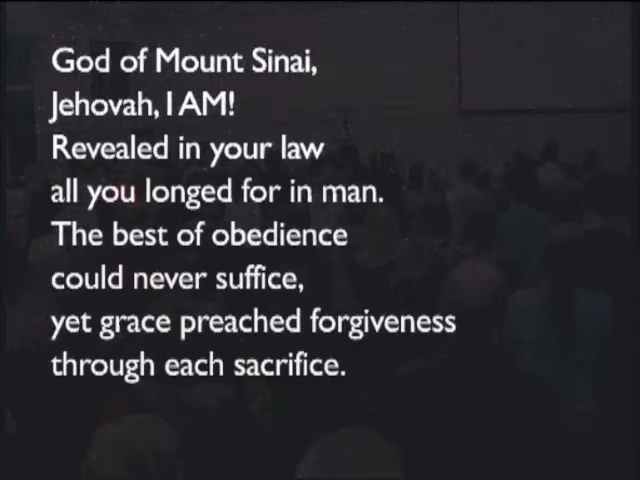 God of Mount Sinai,
Jehovah, I AM!
Revealed in your law
all you longed for in man.
The best of obedience
could never suffice,
yet grace preached forgiveness
through each sacrifice.